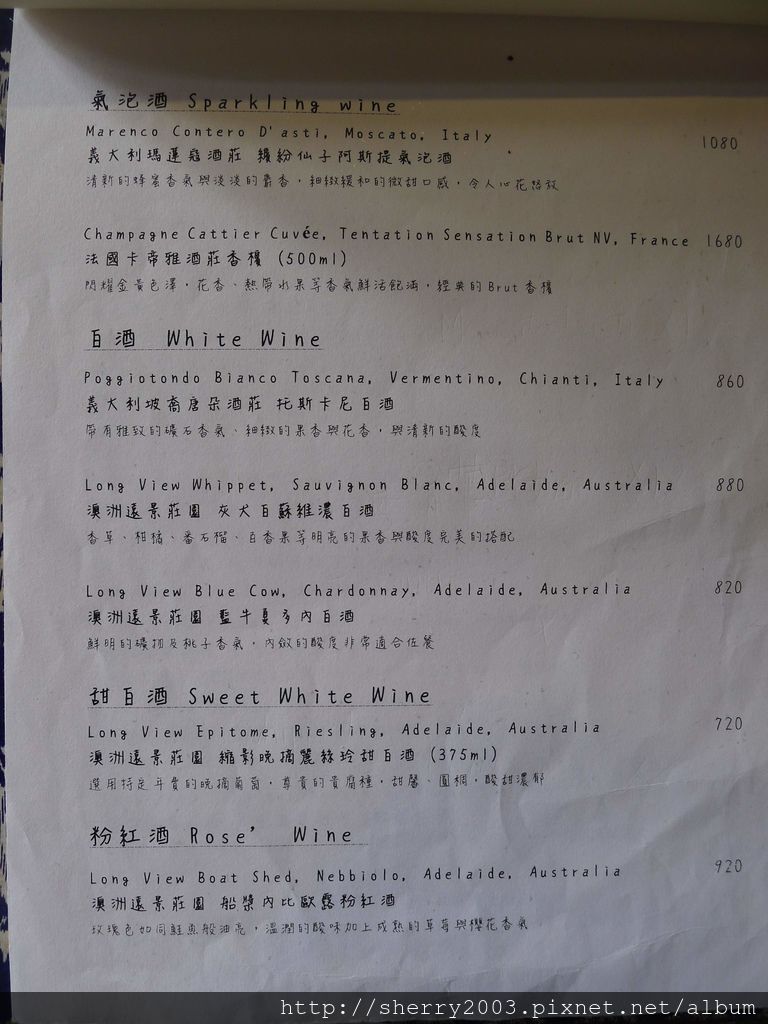 氣泡酒 Sparkling wine
Marenco Contero D'asti, Moscato, Italy 1080
義大利瑪蓮寇酒莊 繽紛仙子阿斯提氣泡酒
清新的蜂蜜香氣與淡淡的麝香,細緻緩和的微甜口感,令人心花怒放
Champagne Cattier Cuvée, Tentation Sensation Brut NV, France 1680
法國卡帝雅酒莊香檳 (500ml)
閃耀金黃色澤,花香、熱帶水果等香氣鮮活飽滿,經典的Brut香檳
白酒 White Wine
Poggiotondo Bianco Toscana, Vermentino, Chianti, Italy 860
義大利坡裔唐朵酒莊 托斯卡尼白酒
帶有雅致的礦石香氣、細緻的果香與花香,與清新的酸度
Long View Whippet, Sauvignon Blanc, Adelaide, Australia 880
澳洲遠景莊園 灰犬白蘇維濃白酒
香草、柑橘、番石榴、百香果等明亮的果香與酸度完美的搭配
Long View Blue Cow, Chardonnay, Adelaide, Australia 820
澳洲遠景莊園 藍牛夏多內白酒
鮮明的礦物及桃子香氣,內斂的酸度非常適合佐餐
甜白酒 Sweet White Wine
Long View Epitome, Riesling, Adelaide, Australia 720
澳洲遠景莊園 縮影晚摘麗絲玲甜白酒 (375ml)
選用特定年費的晚摘葡萄,尊貴的貴腐種,甜馨、圓稠,酸甜濃郁
粉紅酒 Rose' Wine
Long View Boat Shed, Nebbiolo, Adelaide, Australia 920
澳洲遠景莊園 船槳內比歐露粉紅酒
玫瑰色如同鮭魚般油亮,溫潤的酸味加上成熟的草莓與櫻花香氣
http://sherry2003.pixnet.net/album